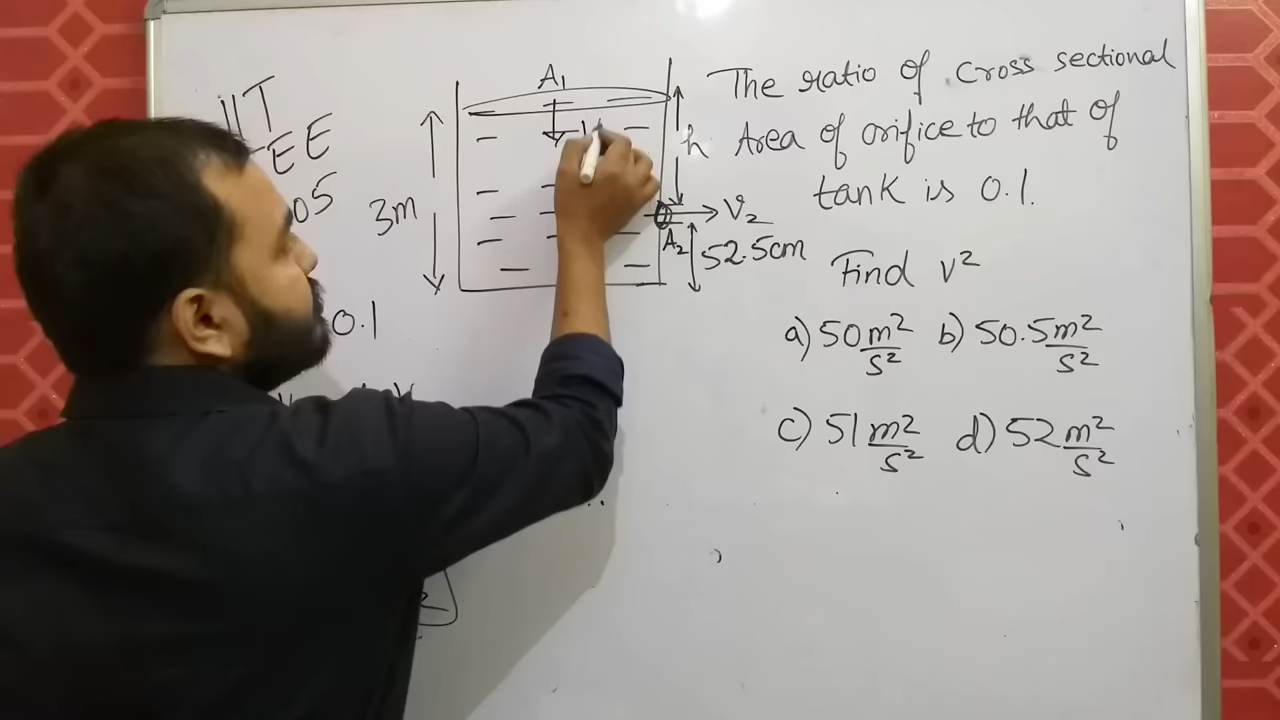 IIT
JEE
2005
A₁
3m
h
V₂
A₂
52.5cm
0.1
The ratio of cross sectional
Area of orifice to that of
tank is 0.1.
Find v²
a) 50 m²/s² b) 50.5 m²/s²
c) 51 m²/s² d) 52 m²/s²